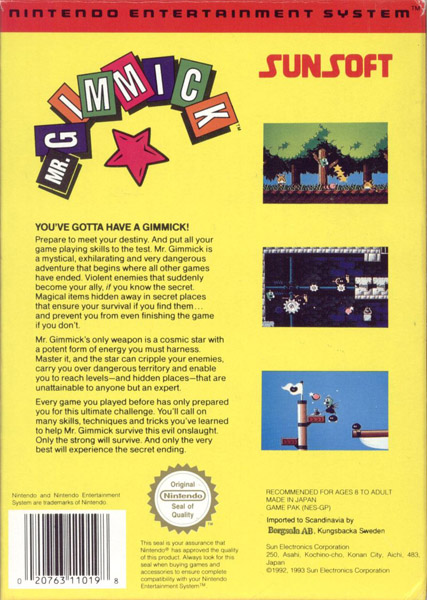 NINTENDO ENTERTAINMENT SYSTEM™
SUNSOFT
MR. GIMMICK™
YOU'VE GOTTA HAVE A GIMMICK!
Prepare to meet your destiny. And put all your
game playing skills to the test. Mr. Gimmick is
a mystical, exhilarating and very dangerous
adventure that begins where all other games
have ended. Violent enemies that suddenly
become your ally, if you know the secret.
Magical items hidden away in secret places
that ensure your survival if you find them...
and prevent you from even finishing the game
if you don't.
Mr. Gimmick's only weapon is a cosmic star with
a potent form of energy you must harness.
Master it, and the star can cripple your enemies,
carry you over dangerous territory and enable
you to reach levels—and hidden places—that are
unattainable to anyone but an expert.
Every game you played before has only prepared
you for this ultimate challenge. You'll call on
many skills, techniques and tricks you've learned
to help Mr. Gimmick survive this evil onslaught.
Only the strong will survive. And only the very
best will experience the secret ending.
Nintendo and Nintendo Entertainment
System are trademarks of Nintendo.
0 20763 11019 8
Original
Nintendo
Seal of
Quality
™
This seal is your assurance that
Nintendo® has approved the quality
of this product. Always look for this
seal when buying games and
accessories to ensure complete
compatibility with your Nintendo
Entertainment System™
RECOMMENDED FOR AGES 6 TO ADULT
MADE IN JAPAN
GAME PAK (NES-GP)
Imported to Scandinavia by
Bergsala AB, Kungsbacka Sweden
Sun Electronics Corporation
250, Asahi, Kochino-cho, Konan City, Aichi, 483,
Japan
©1992, 1993 Sun Electronics Corporation